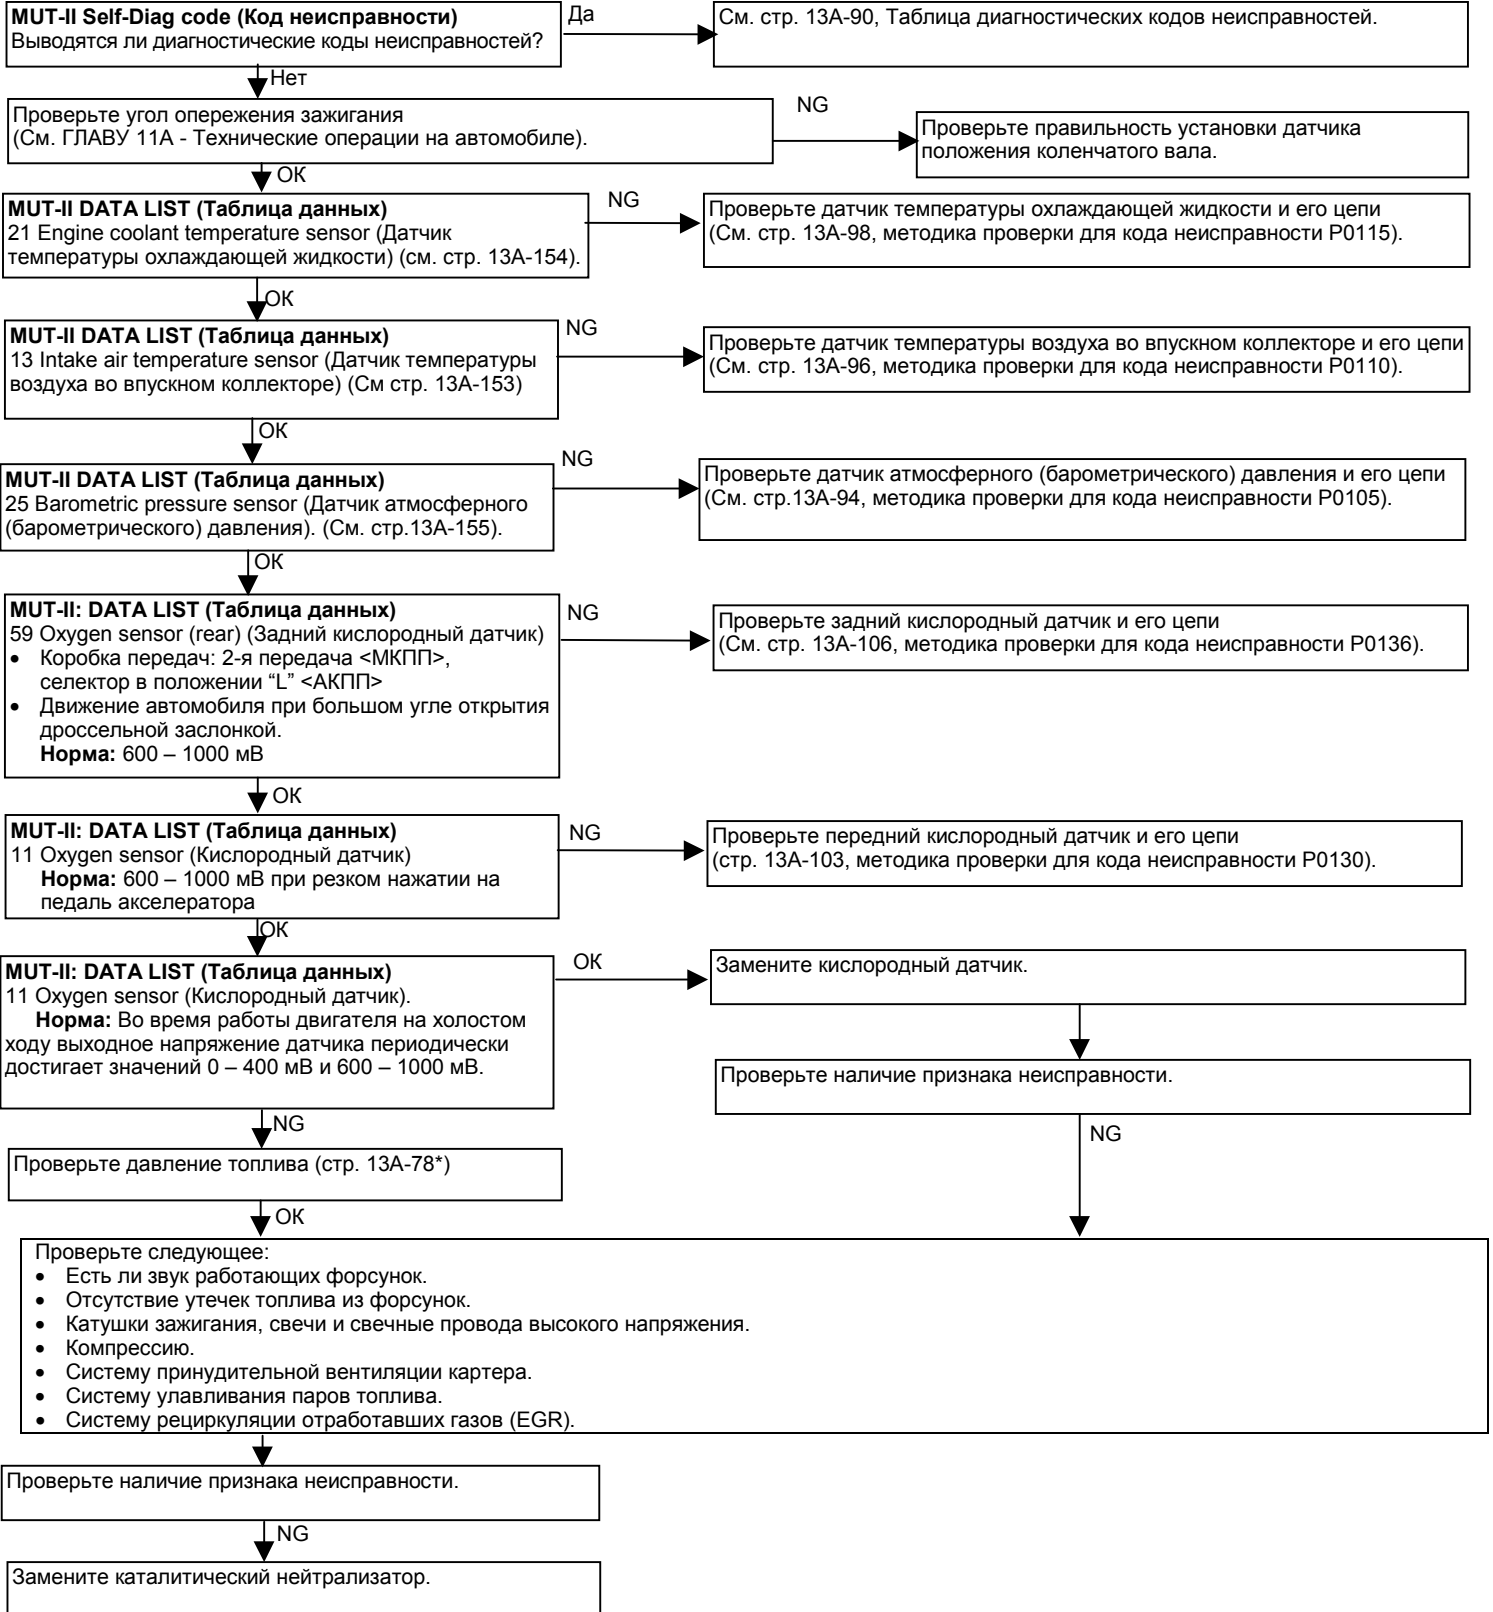 MUT-II Self-Diag code (Код неисправности)
Выводятся ли диагностические коды неисправностей?
Да
См. стр. 13А-90, Таблица диагностических кодов неисправностей.
Нет
Проверьте угол опережения зажигания
(См. ГЛАВУ 11А - Технические операции на автомобиле).
NG
Проверьте правильность установки датчика
положения коленчатого вала.
ОК
MUT-II DATA LIST (Таблица данных)
21 Engine coolant temperature sensor (Датчик
температуры охлаждающей жидкости) (см. стр. 13А-154).
NG
Проверьте датчик температуры охлаждающей жидкости и его цепи
(См. стр. 13А-98, методика проверки для кода неисправности Р0115).
ОК
MUT-II DATA LIST (Таблица данных)
13 Intake air temperature sensor (Датчик температуры
воздуха во впускном коллекторе) (См стр. 13А-153)
NG
Проверьте датчик температуры воздуха во впускном коллекторе и его цепи
(См. стр. 13А-96, методика проверки для кода неисправности Р0110).
ОК
MUT-II DATA LIST (Таблица данных)
25 Barometric pressure sensor (Датчик атмосферного
(барометрического) давления). (См. стр.13А-155).
NG
Проверьте датчик атмосферного (барометрического) давления и его цепи
(См. стр.13А-94, методика проверки для кода неисправности Р0105).
ОК
MUT-II: DATA LIST (Таблица данных)
59 Oxygen sensor (rear) (Задний кислородный датчик)
• Коробка передач: 2-я передача <МКПП>,
селектор в положении “L” <АКПП>
• Движение автомобиля при большом угле открытия
дроссельной заслонкой.
Норма: 600 – 1000 мВ
NG
Проверьте задний кислородный датчик и его цепи
(См. стр. 13А-106, методика проверки для кода неисправности Р0136).
ОК
MUT-II: DATA LIST (Таблица данных)
11 Oxygen sensor (Кислородный датчик)
Норма: 600 – 1000 мВ при резком нажатии на
педаль акселератора
NG
Проверьте передний кислородный датчик и его цепи
(стр. 13А-103, методика проверки для кода неисправности Р0130).
ОК
MUT-II: DATA LIST (Таблица данных)
11 Oxygen sensor (Кислородный датчик).
Норма: Во время работы двигателя на холостом
ходу выходное напряжение датчика периодически
достигает значений 0 – 400 мВ и 600 – 1000 мВ.
ОК
Замените кислородный датчик.
Проверьте наличие признака неисправности.
NG
NG
Проверьте давление топлива (стр. 13А-78*)
ОК
Проверьте следующее:
• Есть ли звук работающих форсунок.
• Отсутствие утечек топлива из форсунок.
• Катушки зажигания, свечи и свечные провода высокого напряжения.
• Компрессию.
• Систему принудительной вентиляции картера.
• Систему улавливания паров топлива.
• Систему рециркуляции отработавших газов (EGR).
Проверьте наличие признака неисправности.
NG
Замените каталитический нейтрализатор.